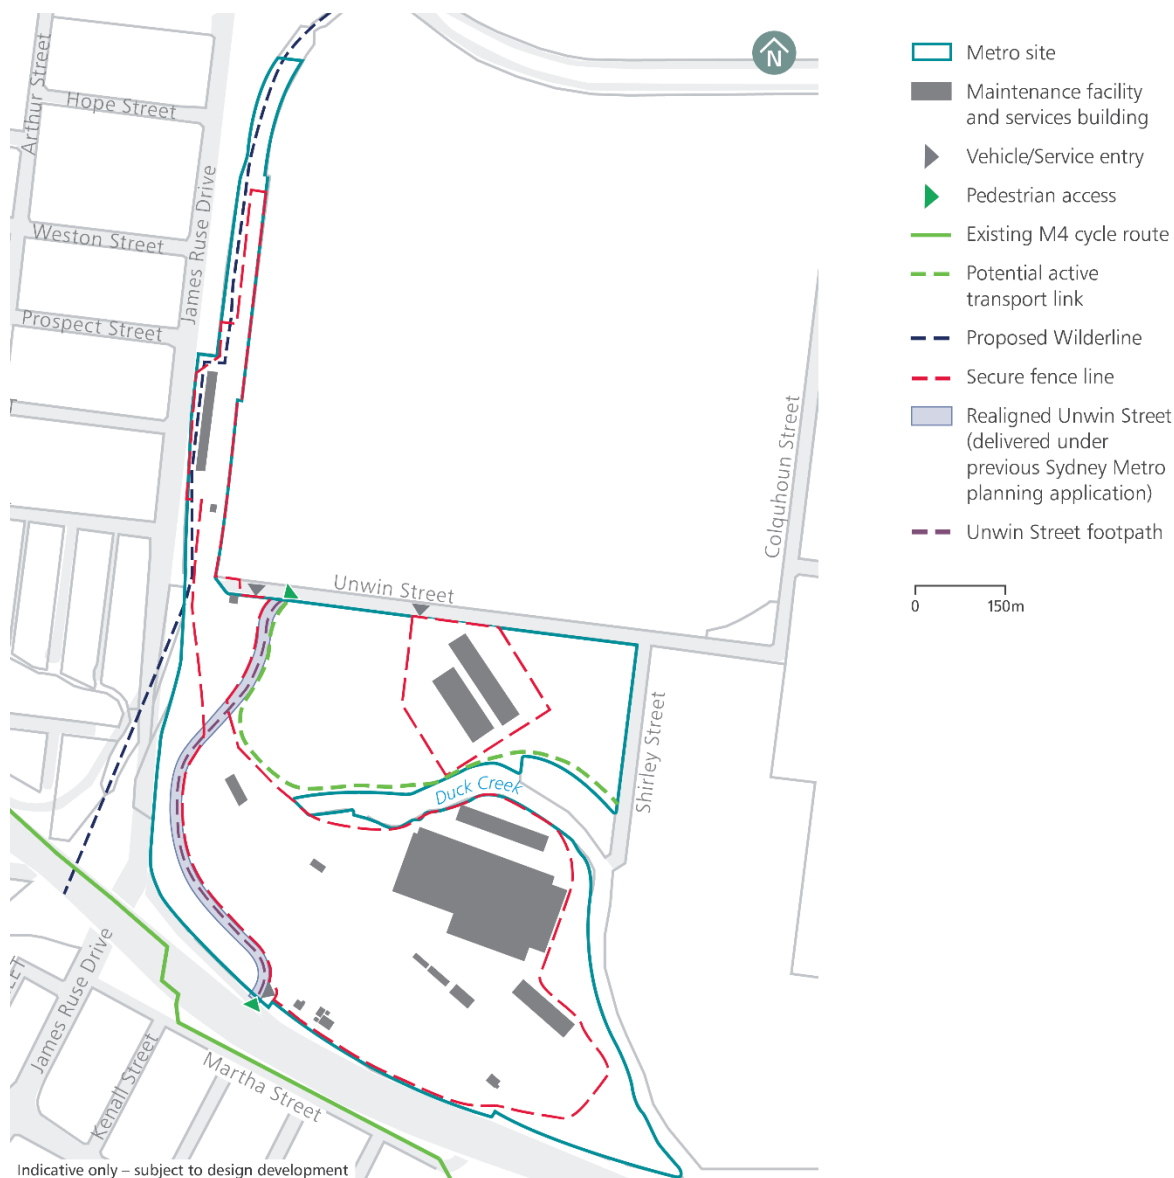 N
Arthur Street
Hope Street
James Ruse Drive
Weston Street
Prospect Street
Colquhoun Street
Unwin Street
Shirley Street
Duck Creek
James Ruse Drive
Kenall Street
Martha Street
EET
Indicative only – subject to design development
Metro site
Maintenance facility
and services building
Vehicle/Service entry
Pedestrian access
Existing M4 cycle route
Potential active
transport link
Proposed Wilderline
Secure fence line
Realigned Unwin Street
(delivered under
previous Sydney Metro
planning application)
Unwin Street footpath
0 150m